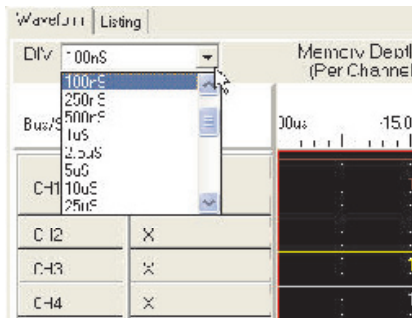 Waveform Listing
DIV 100nS Memory Dept
(Per Channel
100nS
250nS
500nS
1uS
2.5uS
5uS
10uS
25uS
Bus/S 00us -15.0
CH1
CH2 X
CH3 X
CH4 X